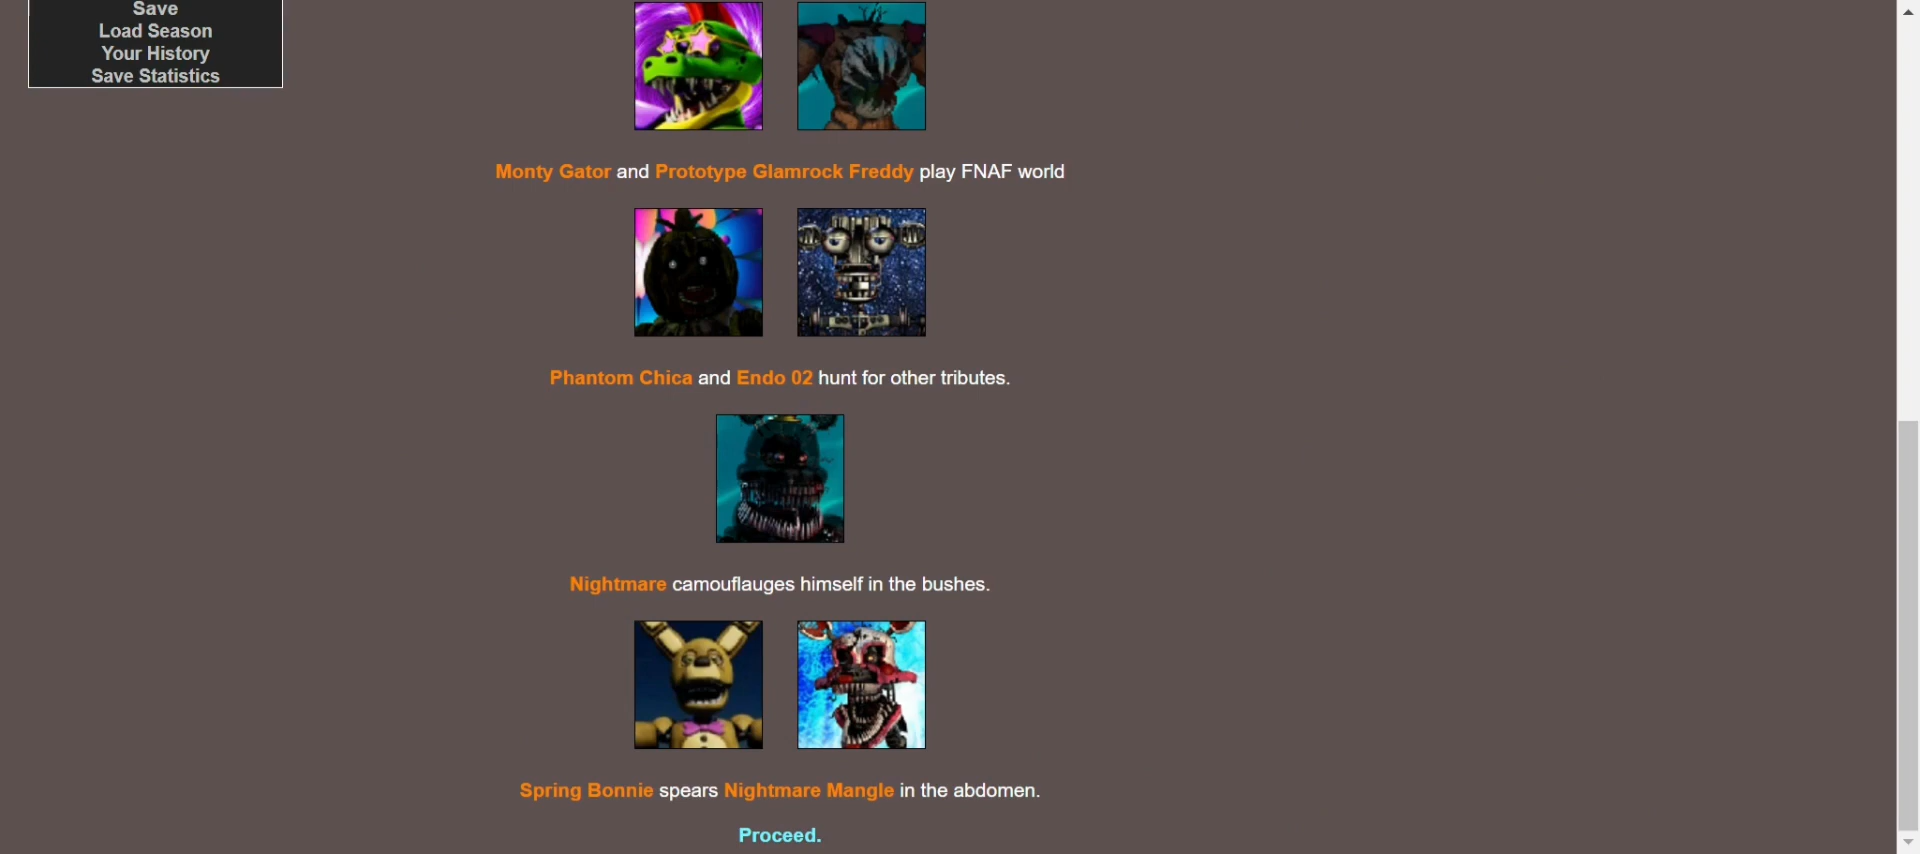 Save
Load Season
Your History
Save Statistics
Monty Gator and Prototype Glamrock Freddy play FNAF world
Phantom Chica and Endo 02 hunt for other tributes.
Nightmare camouflauges himself in the bushes.
Spring Bonnie spears Nightmare Mangle in the abdomen.
Proceed.